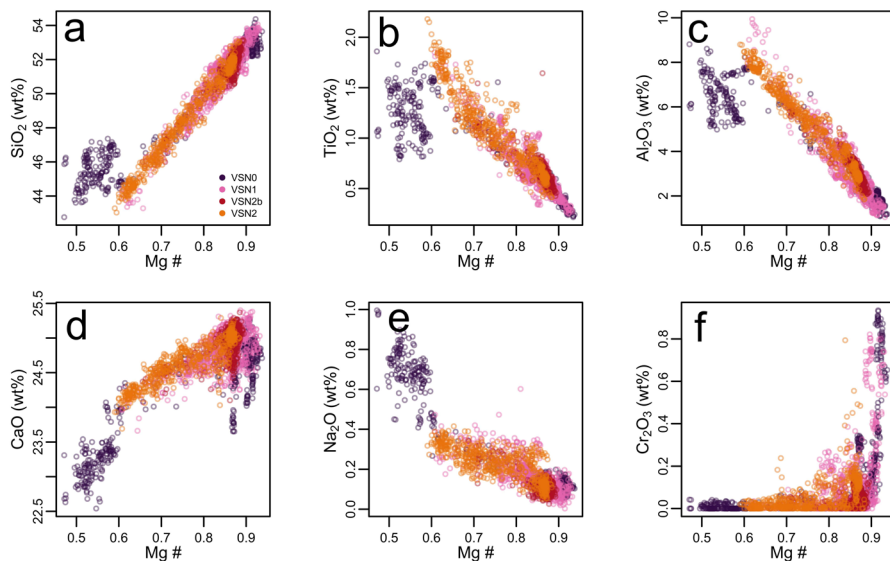 a
SiO₂ (wt%)
54
52
50
48
46
44
VSN0
VSN1
VSN2b
VSN2
0.5 0.6 0.7 0.8 0.9
Mg #
b
TiO₂ (wt%)
2.0
1.5
1.0
0.5
0.5 0.6 0.7 0.8 0.9
Mg #
c
Al₂O₃ (wt%)
10
8
6
4
2
0.5 0.6 0.7 0.8 0.9
Mg #
d
CaO (wt%)
25.5
24.5
23.5
22.5
0.5 0.6 0.7 0.8 0.9
Mg #
e
Na₂O (wt%)
1.0
0.8
0.6
0.4
0.2
0.0
0.5 0.6 0.7 0.8 0.9
Mg #
f
Cr₂O₃ (wt%)
0.8
0.6
0.4
0.2
0.0
0.5 0.6 0.7 0.8 0.9
Mg #